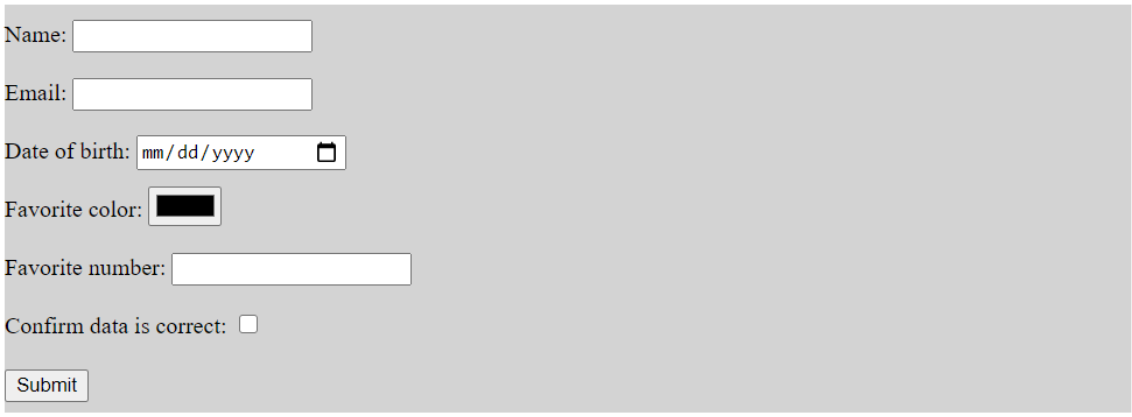 Name:
Email:
Date of birth: mm/dd/yyyy
Favorite color:
Favorite number:
Confirm data is correct:
Submit